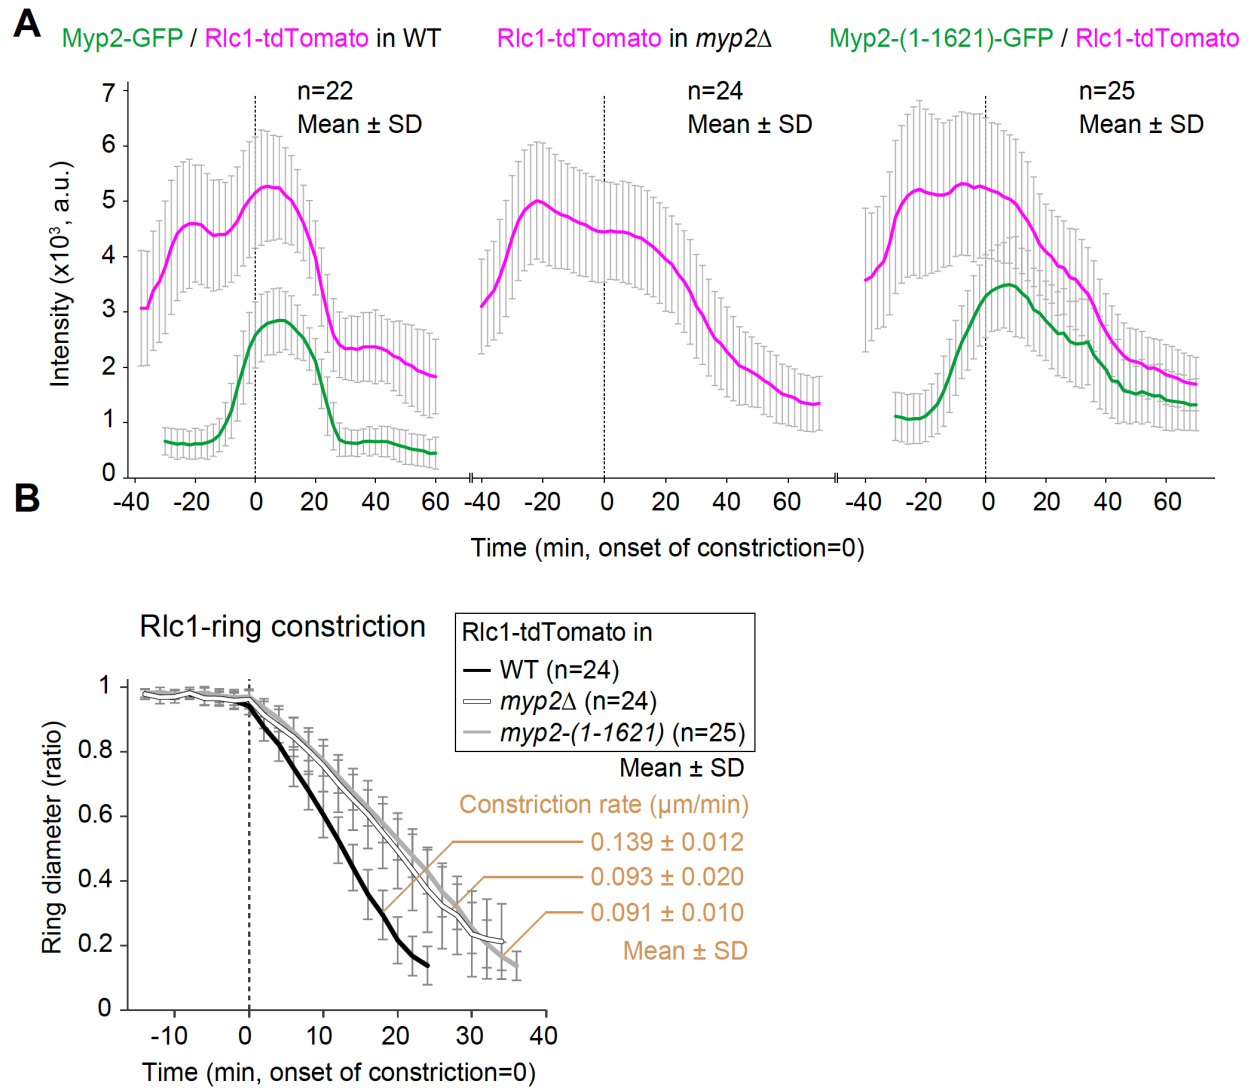 A
Myp2-GFP / Rlc1-tdTomato in WT
Rlc1-tdTomato in myp2Δ
Myp2-(1-1621)-GFP / Rlc1-tdTomato
n=22
Mean ± SD
n=24
Mean ± SD
n=25
Mean ± SD
Intensity (x10³, a.u.)
7
6
5
4
3
2
1
0
-40 -20 0 20 40 60
-40 -20 0 20 40 60
-40 -20 0 20 40 60
Time (min, onset of constriction=0)
B
Rlc1-ring constriction
Rlc1-tdTomato in
WT (n=24)
myp2Δ (n=24)
myp2-(1-1621) (n=25)
Mean ± SD
Constriction rate (µm/min)
0.139 ± 0.012
0.093 ± 0.020
0.091 ± 0.010
Mean ± SD
Ring diameter (ratio)
1
0.8
0.6
0.4
0.2
0
-10 0 10 20 30 40
Time (min, onset of constriction=0)